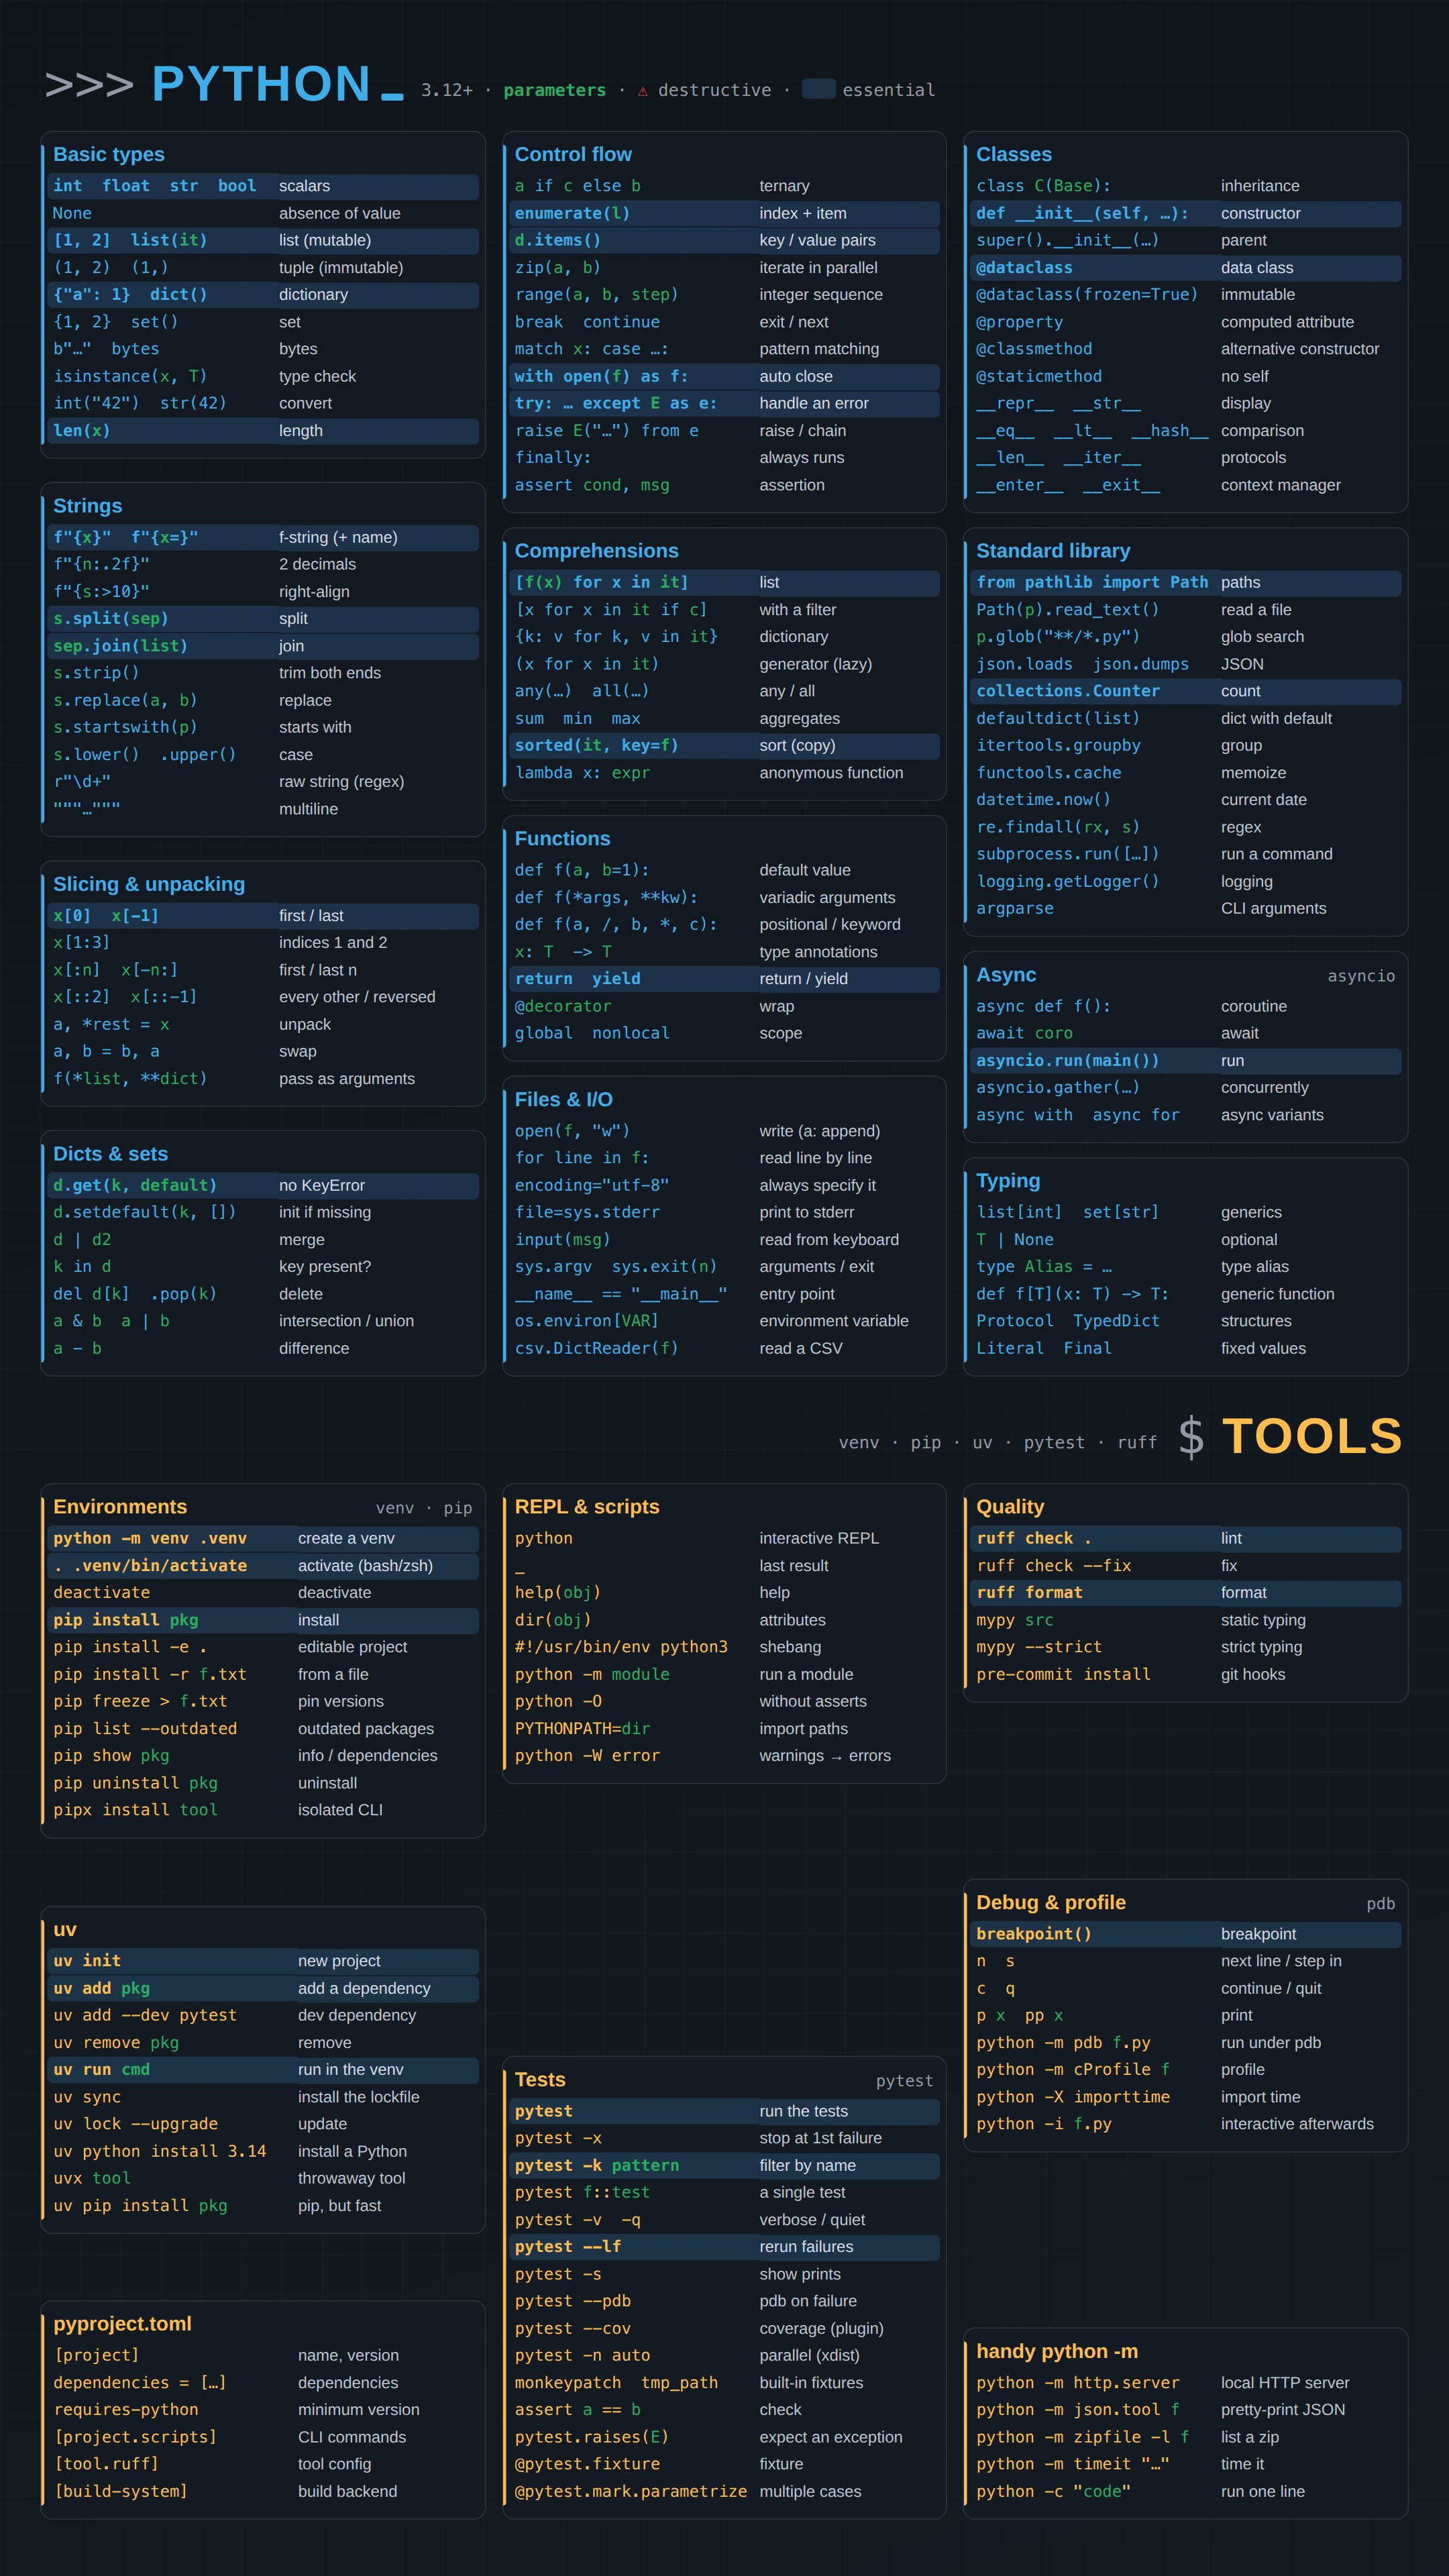 >>> PYTHON_ 3.12+ · parameters · ⚠ destructive · essential
Basic types
int float str bool scalars
None absence of value
[1, 2] list(it) list (mutable)
(1, 2) (1,) tuple (immutable)
{"a": 1} dict() dictionary
{1, 2} set() set
b"…" bytes bytes
isinstance(x, T) type check
int("42") str(42) convert
len(x) length
Strings
f"{x}" f"{x=}" f-string (+ name)
f"{n:.2f}" 2 decimals
f"{s:>10}" right-align
s.split(sep) split
sep.join(list) join
s.strip() trim both ends
s.replace(a, b) replace
s.startswith(p) starts with
s.lower() .upper() case
r"\d+" raw string (regex)
"""…""" multiline
Slicing & unpacking
x[0] x[-1] first / last
x[1:3] indices 1 and 2
x[:n] x[-n:] first / last n
x[::2] x[::-1] every other / reversed
a, *rest = x unpack
a, b = b, a swap
f(*list, **dict) pass as arguments
Dicts & sets
d.get(k, default) no KeyError
d.setdefault(k, []) init if missing
d | d2 merge
k in d key present?
del d[k] .pop(k) delete
a & b a | b intersection / union
a - b difference
Control flow
a if c else b ternary
enumerate(l) index + item
d.items() key / value pairs
zip(a, b) iterate in parallel
range(a, b, step) integer sequence
break continue exit / next
match x: case …: pattern matching
with open(f) as f: auto close
try: … except E as e: handle an error
raise E("…") from e raise / chain
finally: always runs
assert cond, msg assertion
Comprehensions
[f(x) for x in it] list
[x for x in it if c] with a filter
{k: v for k, v in it} dictionary
(x for x in it) generator (lazy)
any(…) all(…) any / all
sum min max aggregates
sorted(it, key=f) sort (copy)
lambda x: expr anonymous function
Functions
def f(a, b=1): default value
def f(*args, **kw): variadic arguments
def f(a, /, b, *, c): positional / keyword
x: T -> T type annotations
return yield return / yield
@decorator wrap
global nonlocal scope
Files & I/O
open(f, "w") write (a: append)
for line in f: read line by line
encoding="utf-8" always specify it
file=sys.stderr print to stderr
input(msg) read from keyboard
sys.argv sys.exit(n) arguments / exit
__name__ == "__main__" entry point
os.environ[VAR] environment variable
csv.DictReader(f) read a CSV
Classes
class C(Base): inheritance
def __init__(self, …): constructor
super().__init__(…) parent
@dataclass data class
@dataclass(frozen=True) immutable
@property computed attribute
@classmethod alternative constructor
@staticmethod no self
__repr__ __str__ display
__eq__ __lt__ __hash__ comparison
__len__ __iter__ protocols
__enter__ __exit__ context manager
Standard library
from pathlib import Path paths
Path(p).read_text() read a file
p.glob("**/*.py") glob search
json.loads json.dumps JSON
collections.Counter count
defaultdict(list) dict with default
itertools.groupby group
functools.cache memoize
datetime.now() current date
re.findall(rx, s) regex
subprocess.run([…]) run a command
logging.getLogger() logging
argparse CLI arguments
Async asyncio
async def f(): coroutine
await coro await
asyncio.run(main()) run
asyncio.gather(…) concurrently
async with async for async variants
Typing
list[int] set[str] generics
T | None optional
type Alias = … type alias
def f[T](x: T) -> T: generic function
Protocol TypedDict structures
Literal Final fixed values
venv · pip · uv · pytest · ruff $ TOOLS
Environments venv · pip
python -m venv .venv create a venv
. .venv/bin/activate activate (bash/zsh)
deactivate deactivate
pip install pkg install
pip install -e . editable project
pip install -r f.txt from a file
pip freeze > f.txt pin versions
pip list --outdated outdated packages
pip show pkg info / dependencies
pip uninstall pkg uninstall
pipx install tool isolated CLI
uv
uv init new project
uv add pkg add a dependency
uv add --dev pytest dev dependency
uv remove pkg remove
uv run cmd run in the venv
uv sync install the lockfile
uv lock --upgrade update
uv python install 3.14 install a Python
uvx tool throwaway tool
uv pip install pkg pip, but fast
pyproject.toml
[project] name, version
dependencies = […] dependencies
requires-python minimum version
[project.scripts] CLI commands
[tool.ruff] tool config
[build-system] build backend
REPL & scripts
python interactive REPL
_ last result
help(obj) help
dir(obj) attributes
#!/usr/bin/env python3 shebang
python -m module run a module
python -O without asserts
PYTHONPATH=dir import paths
python -W error warnings → errors
Tests pytest
pytest run the tests
pytest -x stop at 1st failure
pytest -k pattern filter by name
pytest f::test a single test
pytest -v -q verbose / quiet
pytest --lf rerun failures
pytest -s show prints
pytest --pdb pdb on failure
pytest --cov coverage (plugin)
pytest -n auto parallel (xdist)
monkeypatch tmp_path built-in fixtures
assert a == b check
pytest.raises(E) expect an exception
@pytest.fixture fixture
@pytest.mark.parametrize multiple cases
Quality
ruff check . lint
ruff check --fix fix
ruff format format
mypy src static typing
mypy --strict strict typing
pre-commit install git hooks
Debug & profile pdb
breakpoint() breakpoint
n s next line / step in
c q continue / quit
p x pp x print
python -m pdb f.py run under pdb
python -m cProfile f profile
python -X importtime import time
python -i f.py interactive afterwards
handy python -m
python -m http.server local HTTP server
python -m json.tool f pretty-print JSON
python -m zipfile -l f list a zip
python -m timeit "…" time it
python -c "code" run one line